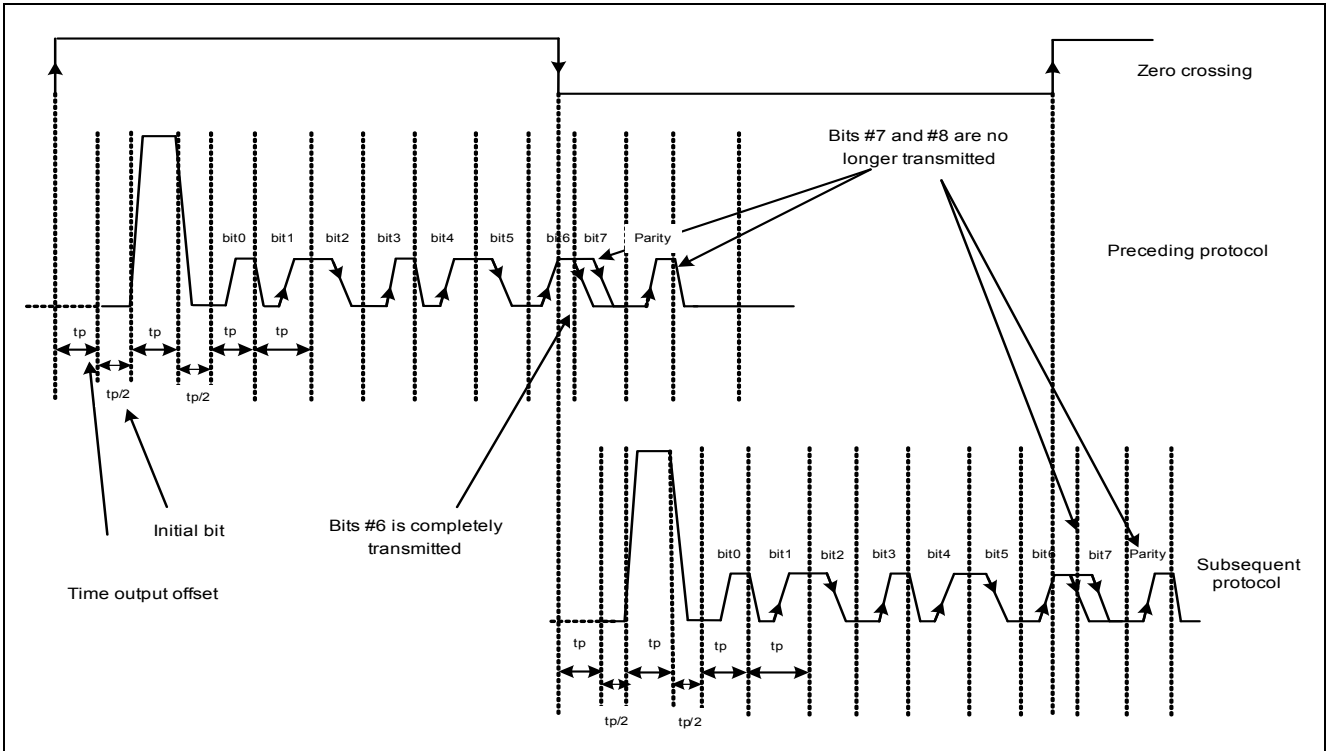 Zero crossing
Bits #7 and #8 are no
longer transmitted
bit0 bit1 bit2 bit3 bit4 bit5 bit6 bit7 Parity
Preceding protocol
tp tp tp tp
tp/2 tp/2
Initial bit
Bits #6 is completely
transmitted
Time output offset
bit0 bit1 bit2 bit3 bit4 bit5 bit6 bit7 Parity
Subsequent
protocol
tp tp tp tp
tp/2 tp/2